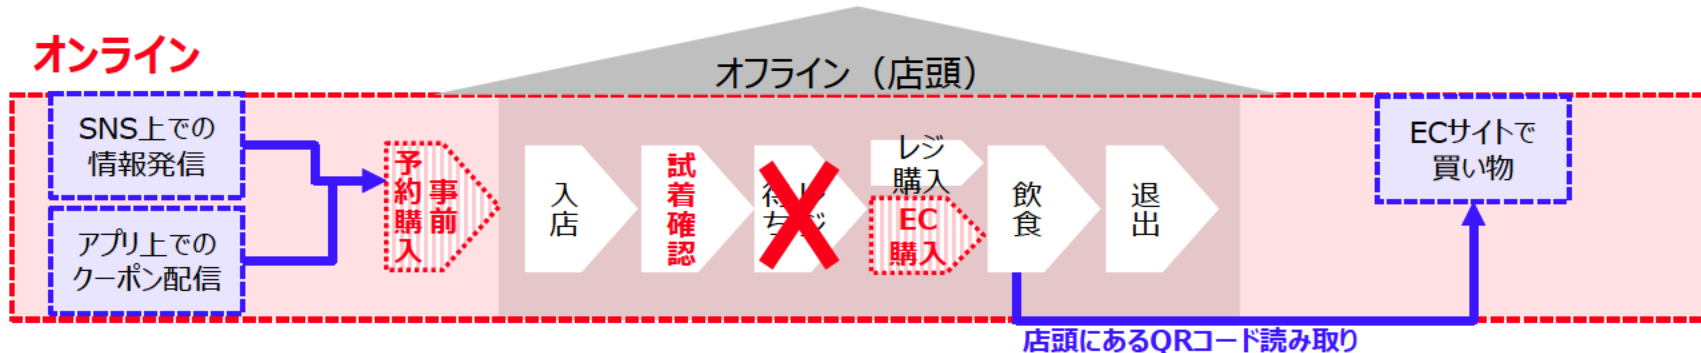 オンライン
オフライン（店頭）
SNS上での
情報発信
アプリ上での
クーポン配信
事前
予約購入
入店
試着確認
レジ
待ち
レジ
購入
EC
購入
飲食
退出
ECサイトで
買い物
店頭にあるQRコード読み取り